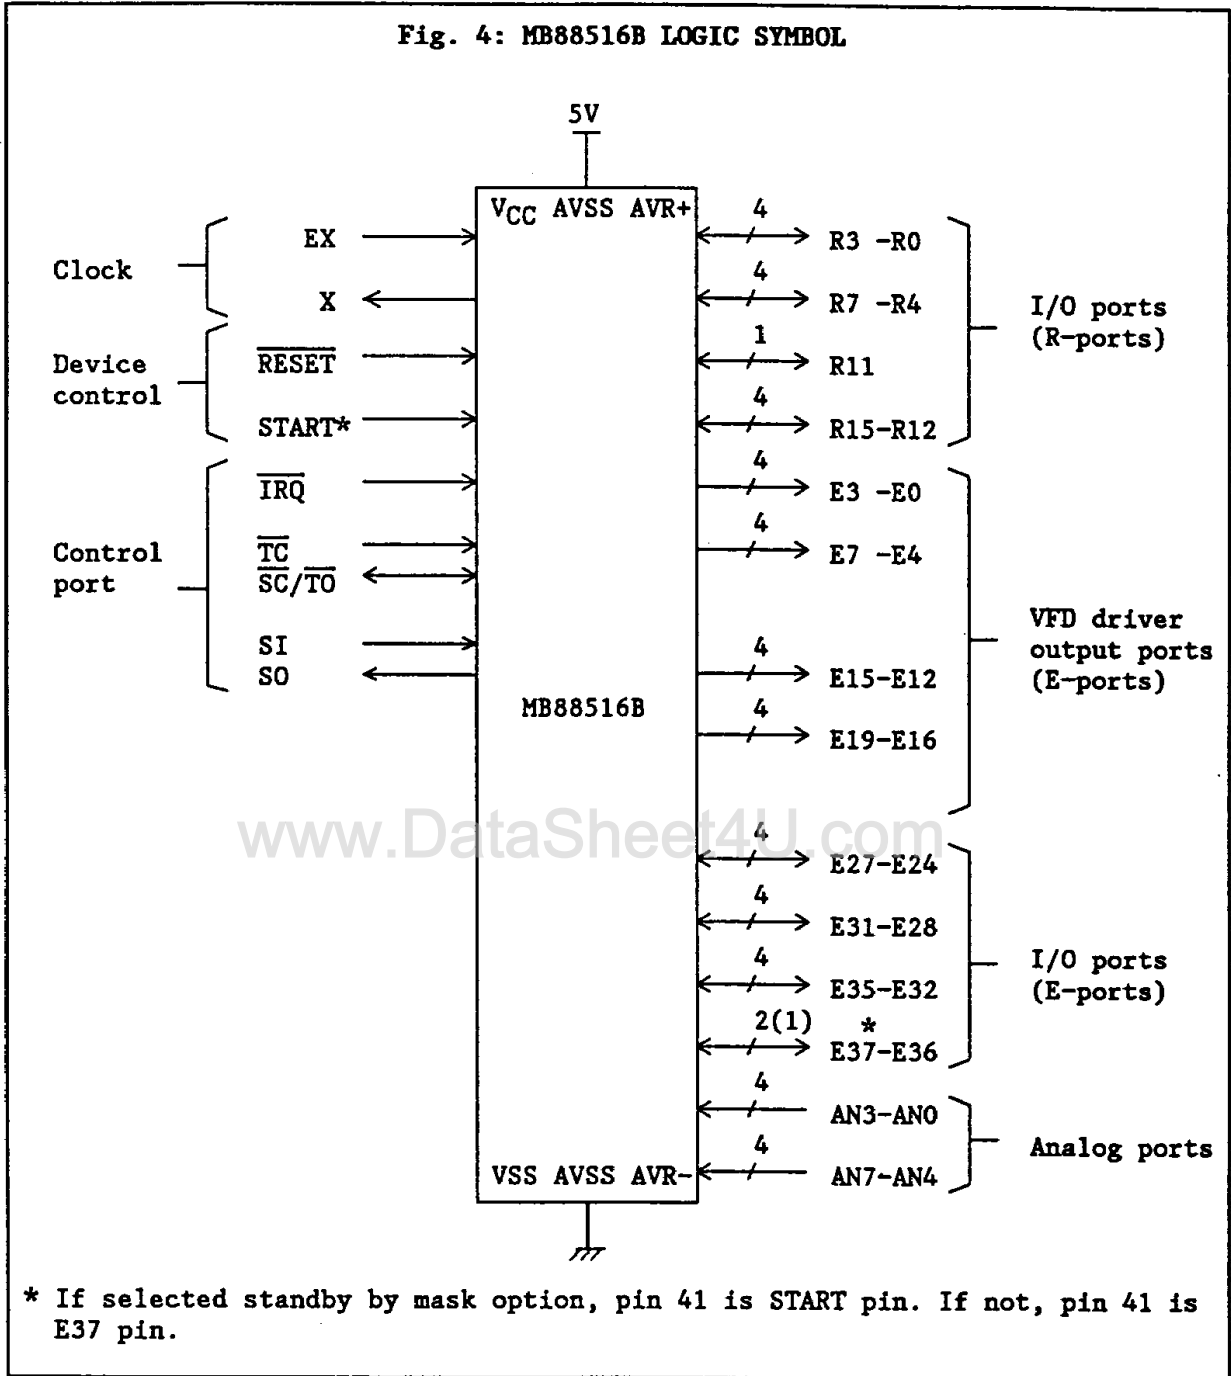 Fig. 4: MB88516B LOGIC SYMBOL
5V
VCC AVSS AVR+
Clock
EX
X
Device
control
RESET
START*
Control
port
IRQ
TC
SC/TO
SI
SO
MB88516B
4
R3 -R0
4
R7 -R4
1
R11
4
R15-R12
I/O ports
(R-ports)
4
E3 -E0
4
E7 -E4
4
E15-E12
4
E19-E16
VFD driver
output ports
(E-ports)
www.DataSheet4U.com
4
E27-E24
4
E31-E28
4
E35-E32
2(1) *
E37-E36
I/O ports
(E-ports)
4
AN3-AN0
4
AN7-AN4
Analog ports
VSS AVSS AVR-
* If selected standby by mask option, pin 41 is START pin. If not, pin 41 is
E37 pin.